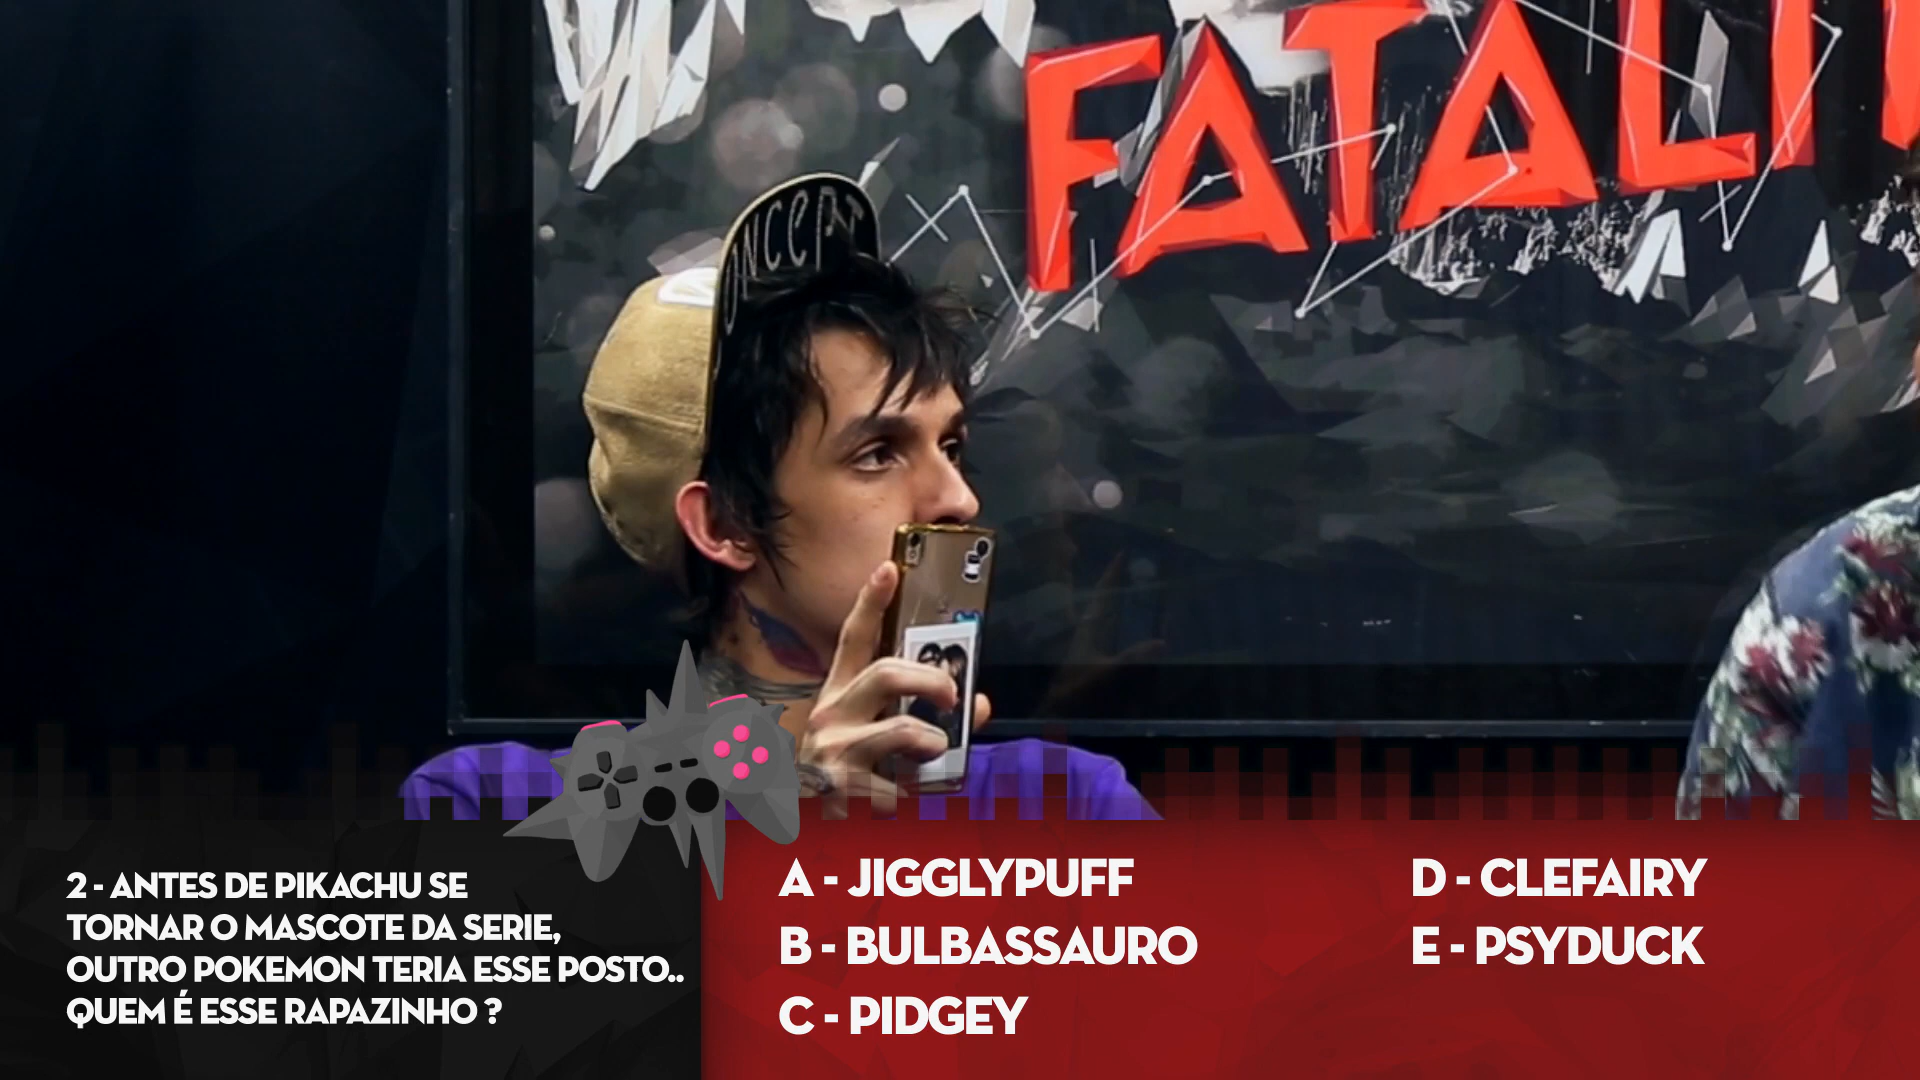 FATALI
ONCEPT
2 - ANTES DE PIKACHU SE
TORNAR O MASCOTE DA SERIE,
OUTRO POKEMON TERIA ESSE POSTO..
QUEM É ESSE RAPAZINHO ?
A - JIGGLYPUFF
B - BULBASSAURO
C - PIDGEY
D - CLEFAIRY
E - PSYDUCK